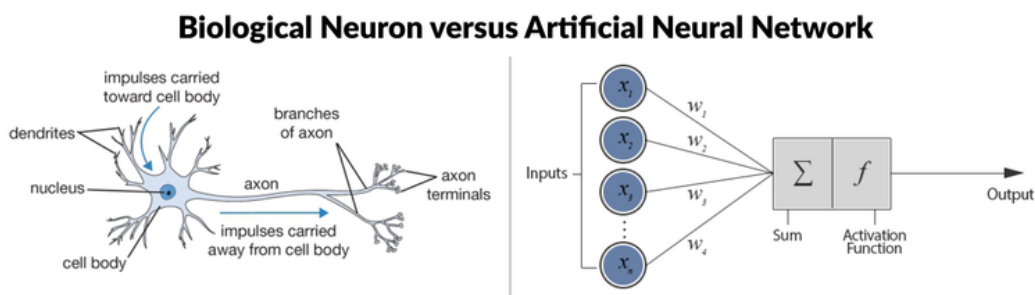 Biological Neuron versus Artificial Neural Network
impulses carried
toward cell body
dendrites
nucleus
cell body
axon
impulses carried
away from cell body
branches
of axon
axon
terminals
Inputs
x1
x2
x3
xn
w1
w2
w3
w4
Σ
f
Sum
Activation
Function
Output